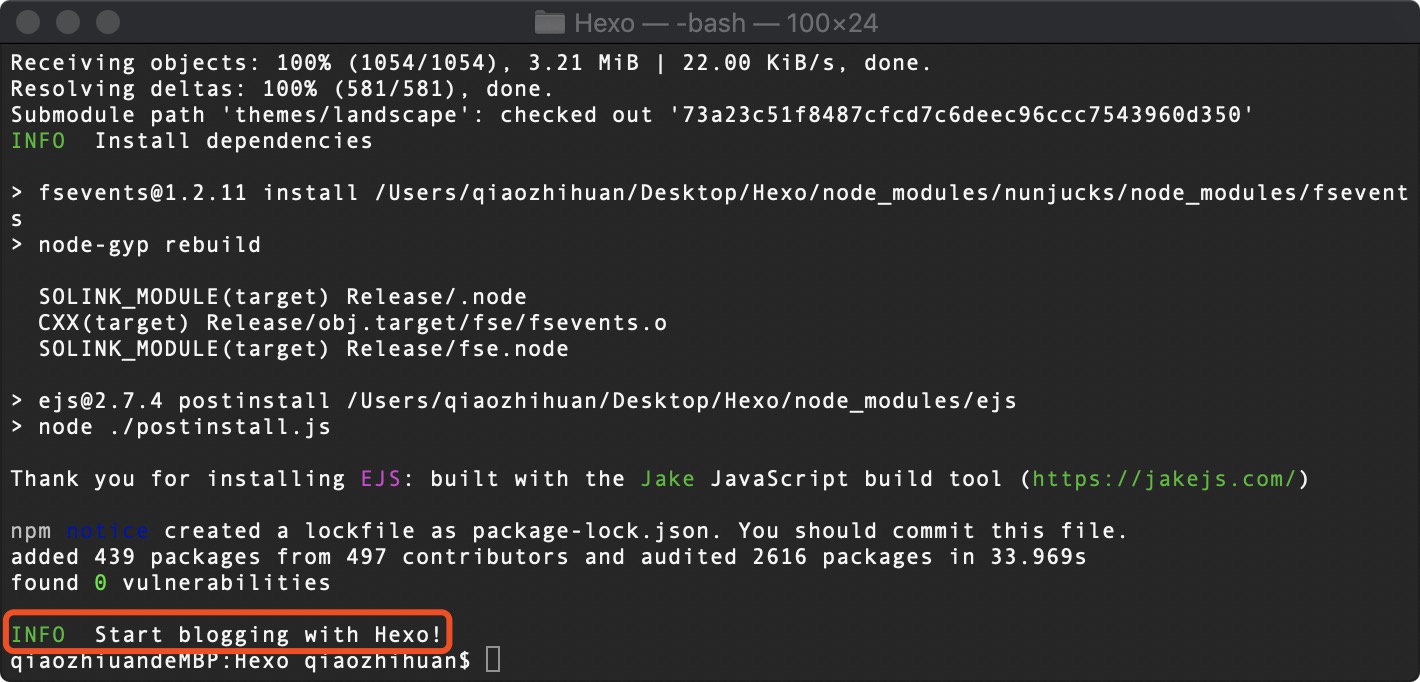 Hexo — -bash — 100×24
Receiving objects: 100% (1054/1054), 3.21 MiB | 22.00 KiB/s, done.
Resolving deltas: 100% (581/581), done.
Submodule path 'themes/landscape': checked out '73a23c51f8487cfcd7c6deec96ccc7543960d350'
INFO  Install dependencies
> fsevents@1.2.11 install /Users/qiaozhihuan/Desktop/Hexo/node_modules/nunjucks/node_modules/fsevent
s
> node-gyp rebuild
  SOLINK_MODULE(target) Release/.node
  CXX(target) Release/obj.target/fse/fsevents.o
  SOLINK_MODULE(target) Release/fse.node
> ejs@2.7.4 postinstall /Users/qiaozhihuan/Desktop/Hexo/node_modules/ejs
> node ./postinstall.js
Thank you for installing EJS: built with the Jake JavaScript build tool (https://jakejs.com/)
npm notice created a lockfile as package-lock.json. You should commit this file.
added 439 packages from 497 contributors and audited 2616 packages in 33.969s
found 0 vulnerabilities
INFO  Start blogging with Hexo!
qiaozhiuandeMBP:Hexo qiaozhihuan$